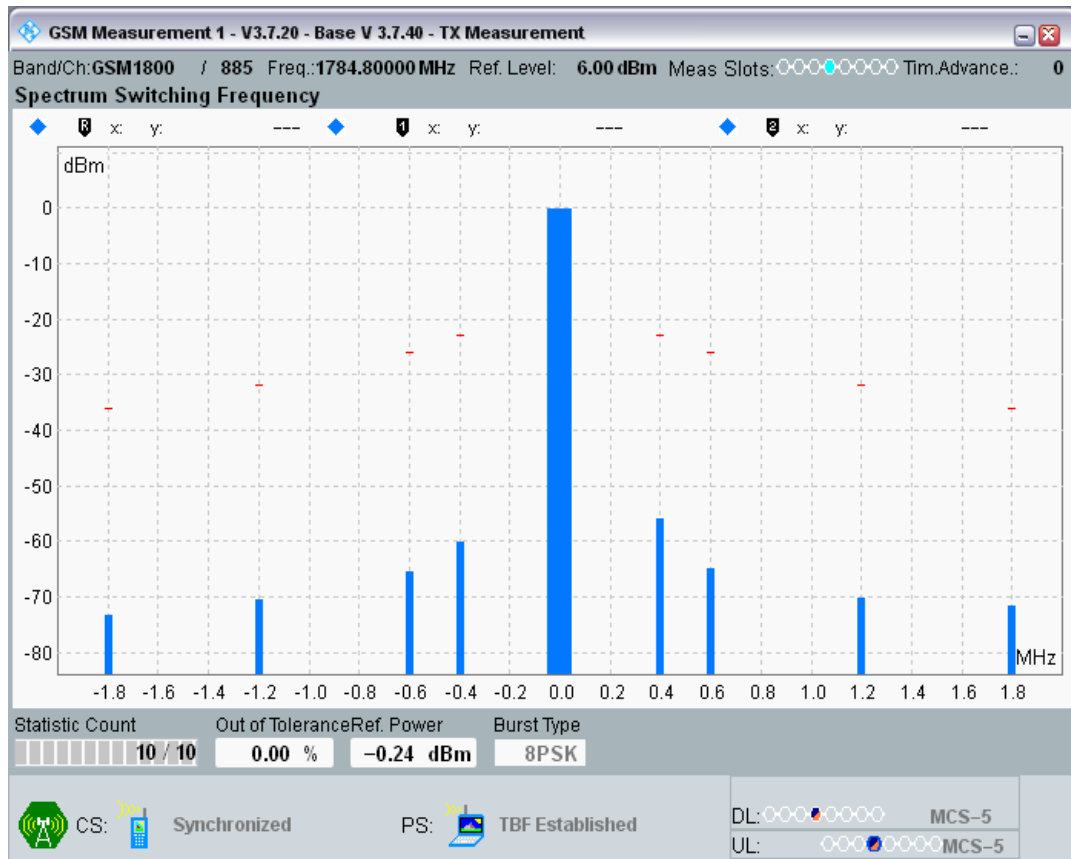 GSM Measurement 1 - V3.7.20 - Base V 3.7.40 - TX Measurement
Band/Ch:GSM1800 / 885 Freq.:1784.80000 MHz Ref. Level: 6.00 dBm Meas Slots: Tim.Advance.: 0
Spectrum Switching Frequency
R x: y: --- 1 x: y: --- 2 x: y: ---
dBm
0
-10
-20
-30
-40
-50
-60
-70
-80
MHz
-1.8 -1.6 -1.4 -1.2 -1.0 -0.8 -0.6 -0.4 -0.2 0.0 0.2 0.4 0.6 0.8 1.0 1.2 1.4 1.6 1.8
Statistic Count Out of Tolerance Ref. Power Burst Type
10 / 10 0.00 % −0.24 dBm 8PSK
CS: Synchronized PS: TBF Established DL: MCS−5
UL: MCS−5